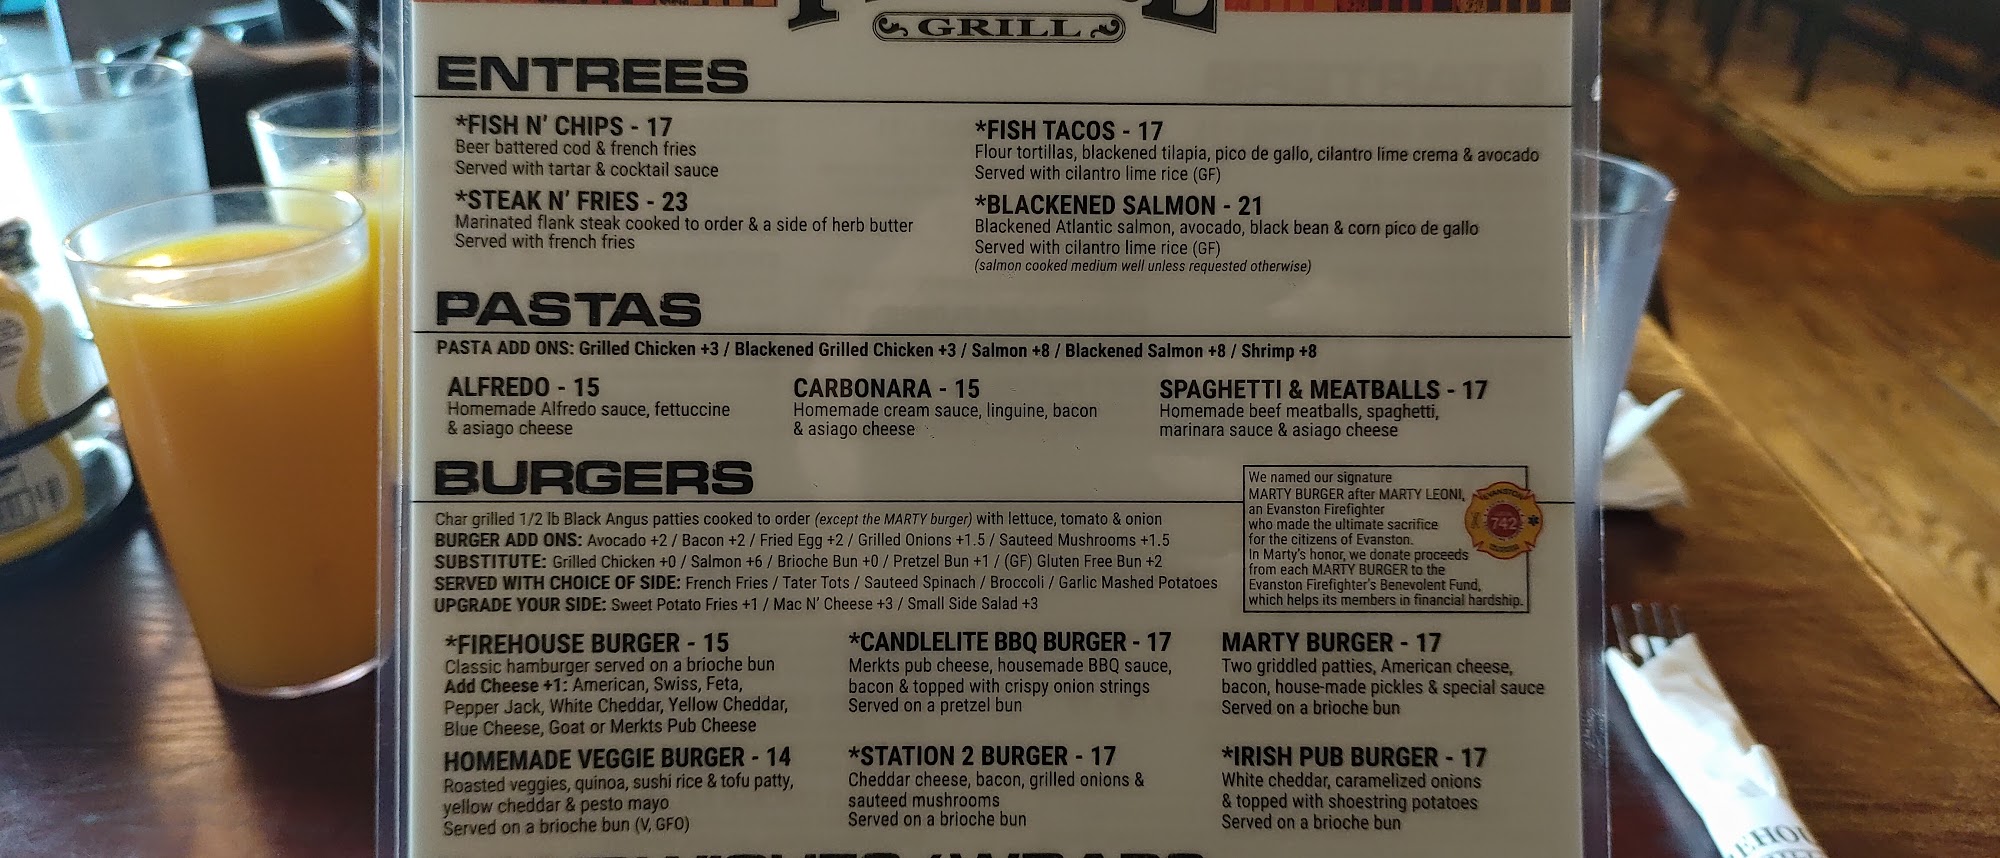 GRILL
ENTREES
*FISH N' CHIPS - 17
Beer battered cod & french fries
Served with tartar & cocktail sauce
*FISH TACOS - 17
Flour tortillas, blackened tilapia, pico de gallo, cilantro lime crema & avocado
Served with cilantro lime rice (GF)
*STEAK N' FRIES - 23
Marinated flank steak cooked to order & a side of herb butter
Served with french fries
*BLACKENED SALMON - 21
Blackened Atlantic salmon, avocado, black bean & corn pico de gallo
Served with cilantro lime rice (GF)
(salmon cooked medium well unless requested otherwise)
PASTAS
PASTA ADD ONS: Grilled Chicken +3 / Blackened Grilled Chicken +3 / Salmon +8 / Blackened Salmon +8 / Shrimp +8
ALFREDO - 15
Homemade Alfredo sauce, fettuccine
& asiago cheese
CARBONARA - 15
Homemade cream sauce, linguine, bacon
& asiago cheese
SPAGHETTI & MEATBALLS - 17
Homemade beef meatballs, spaghetti,
marinara sauce & asiago cheese
BURGERS
Char grilled 1/2 lb Black Angus patties cooked to order (except the MARTY burger) with lettuce, tomato & onion
BURGER ADD ONS: Avocado +2 / Bacon +2 / Fried Egg +2 / Grilled Onions +1.5 / Sauteed Mushrooms +1.5
SUBSTITUTE: Grilled Chicken +0 / Salmon +6 / Brioche Bun +0 / Pretzel Bun +1 / (GF) Gluten Free Bun +2
SERVED WITH CHOICE OF SIDE: French Fries / Tater Tots / Sauteed Spinach / Broccoli / Garlic Mashed Potatoes
UPGRADE YOUR SIDE: Sweet Potato Fries +1 / Mac N' Cheese +3 / Small Side Salad +3
We named our signature
MARTY BURGER after MARTY LEONI,
an Evanston Firefighter
who made the ultimate sacrifice
for the citizens of Evanston.
In Marty's honor, we donate proceeds
from each MARTY BURGER to the
Evanston Firefighter's Benevolent Fund,
which helps its members in financial hardship.
EVANSTON
742
*FIREHOUSE BURGER - 15
Classic hamburger served on a brioche bun
Add Cheese +1: American, Swiss, Feta,
Pepper Jack, White Cheddar, Yellow Cheddar,
Blue Cheese, Goat or Merkts Pub Cheese
*CANDLELITE BBQ BURGER - 17
Merkts pub cheese, housemade BBQ sauce,
bacon & topped with crispy onion strings
Served on a pretzel bun
MARTY BURGER - 17
Two griddled patties, American cheese,
bacon, house-made pickles & special sauce
Served on a brioche bun
HOMEMADE VEGGIE BURGER - 14
Roasted veggies, quinoa, sushi rice & tofu patty,
yellow cheddar & pesto mayo
Served on a brioche bun (V, GFO)
*STATION 2 BURGER - 17
Cheddar cheese, bacon, grilled onions &
sauteed mushrooms
Served on a brioche bun
*IRISH PUB BURGER - 17
White cheddar, caramelized onions
& topped with shoestring potatoes
Served on a brioche bun